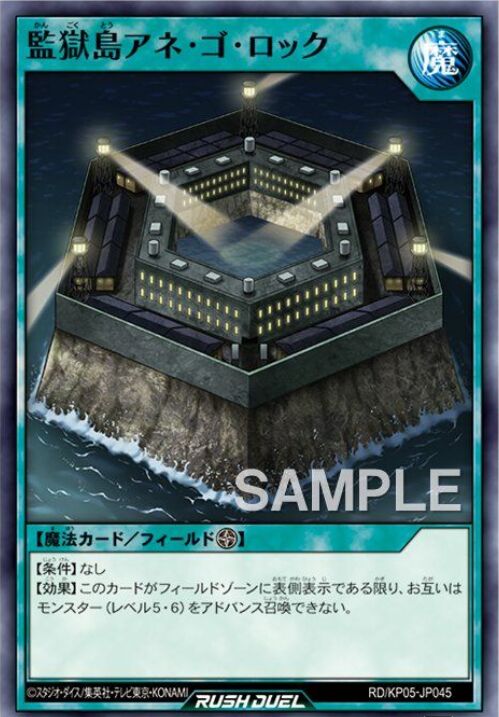 監獄島アネ・ゴ・ロック
魔
SAMPLE
【魔法カード／フィールド】
【条件】なし
【効果】このカードがフィールドゾーンに表側表示である限り、お互いは
モンスター（レベル5・6）をアドバンス召喚できない。
©スタジオ・ダイス/集英社・テレビ東京・KONAMI
RUSH DUEL
RD/KP05-JP045